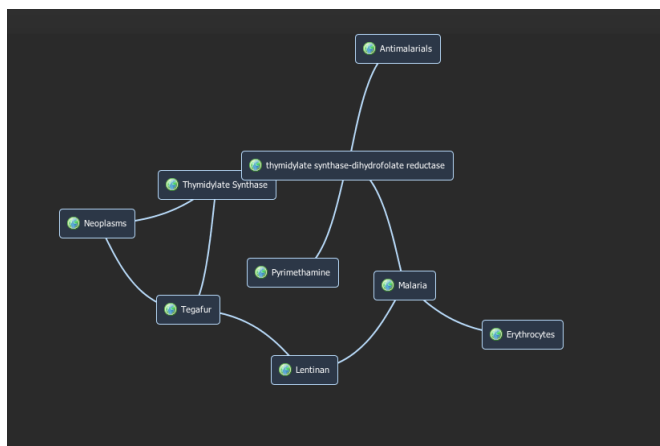 Antimalarials
thymidylate synthase-dihydrofolate reductase
Thymidylate Synthase
Neoplasms
Pyrimethamine
Malaria
Tegafur
Erythrocytes
Lentinan